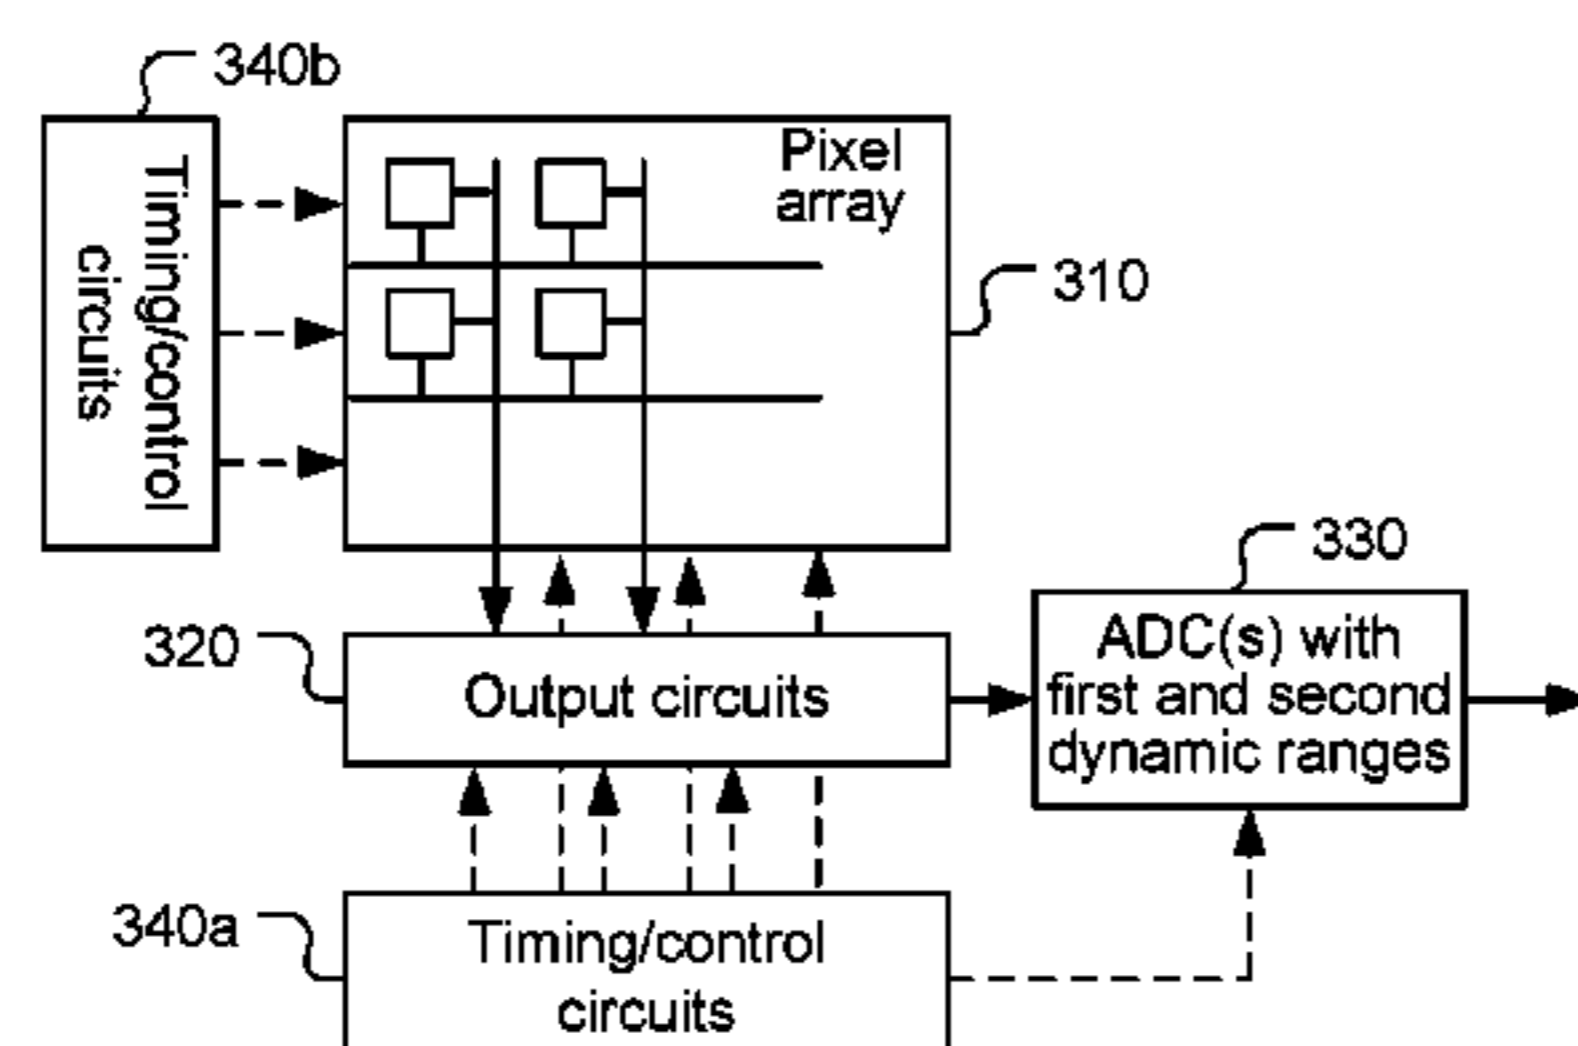 340b
Timing/control
circuits
Pixel
array
310
330
ADC(s) with
first and second
dynamic ranges
320
Output circuits
340a
Timing/control
circuits